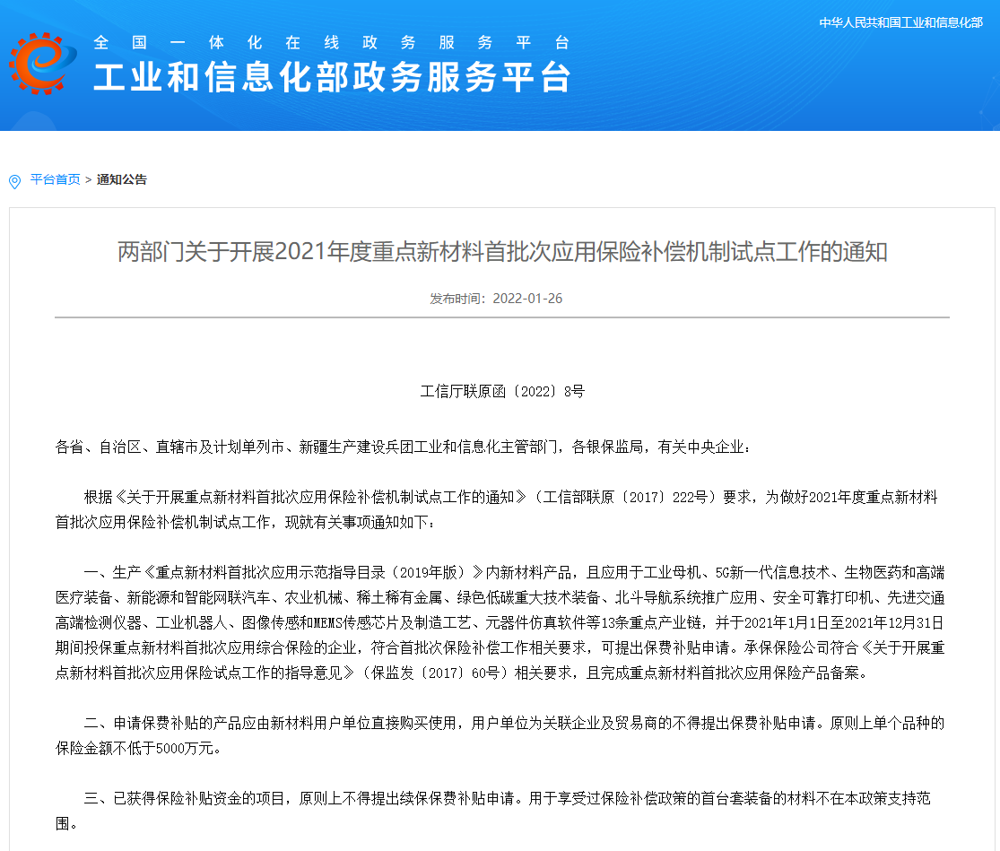 中华人民共和国工业和信息化部
全国一体化在线政务服务平台
工业和信息化部政务服务平台
平台首页 > 通知公告
两部门关于开展2021年度重点新材料首批次应用保险补偿机制试点工作的通知
发布时间：2022-01-26
工信厅联原函〔2022〕8号
各省、自治区、直辖市及计划单列市、新疆生产建设兵团工业和信息化主管部门，各银保监局，有关中央企业：
根据《关于开展重点新材料首批次应用保险补偿机制试点工作的通知》（工信部联原〔2017〕222号）要求，为做好2021年度重点新材料
首批次应用保险补偿机制试点工作，现就有关事项通知如下：
一、生产《重点新材料首批次应用示范指导目录（2019年版）》内新材料产品，且应用于工业母机、5G新一代信息技术、生物医药和高端
医疗装备、新能源和智能网联汽车、农业机械、稀土稀有金属、绿色低碳重大技术装备、北斗导航系统推广应用、安全可靠打印机、先进交通
高端检测仪器、工业机器人、图像传感和MEMS传感芯片及制造工艺、元器件仿真软件等13条重点产业链，并于2021年1月1日至2021年12月31日
期间投保重点新材料首批次应用综合保险的企业，符合首批次保险补偿工作相关要求，可提出保费补贴申请。承保保险公司符合《关于开展重
点新材料首批次应用保险试点工作的指导意见》（保监发〔2017〕60号）相关要求，且完成重点新材料首批次应用保险产品备案。
二、申请保费补贴的产品应由新材料用户单位直接购买使用，用户单位为关联企业及贸易商的不得提出保费补贴申请。原则上单个品种的
保险金额不低于5000万元。
三、已获得保险补贴资金的项目，原则上不得提出续保保费补贴申请。用于享受过保险补偿政策的首台套装备的材料不在本政策支持范
围。